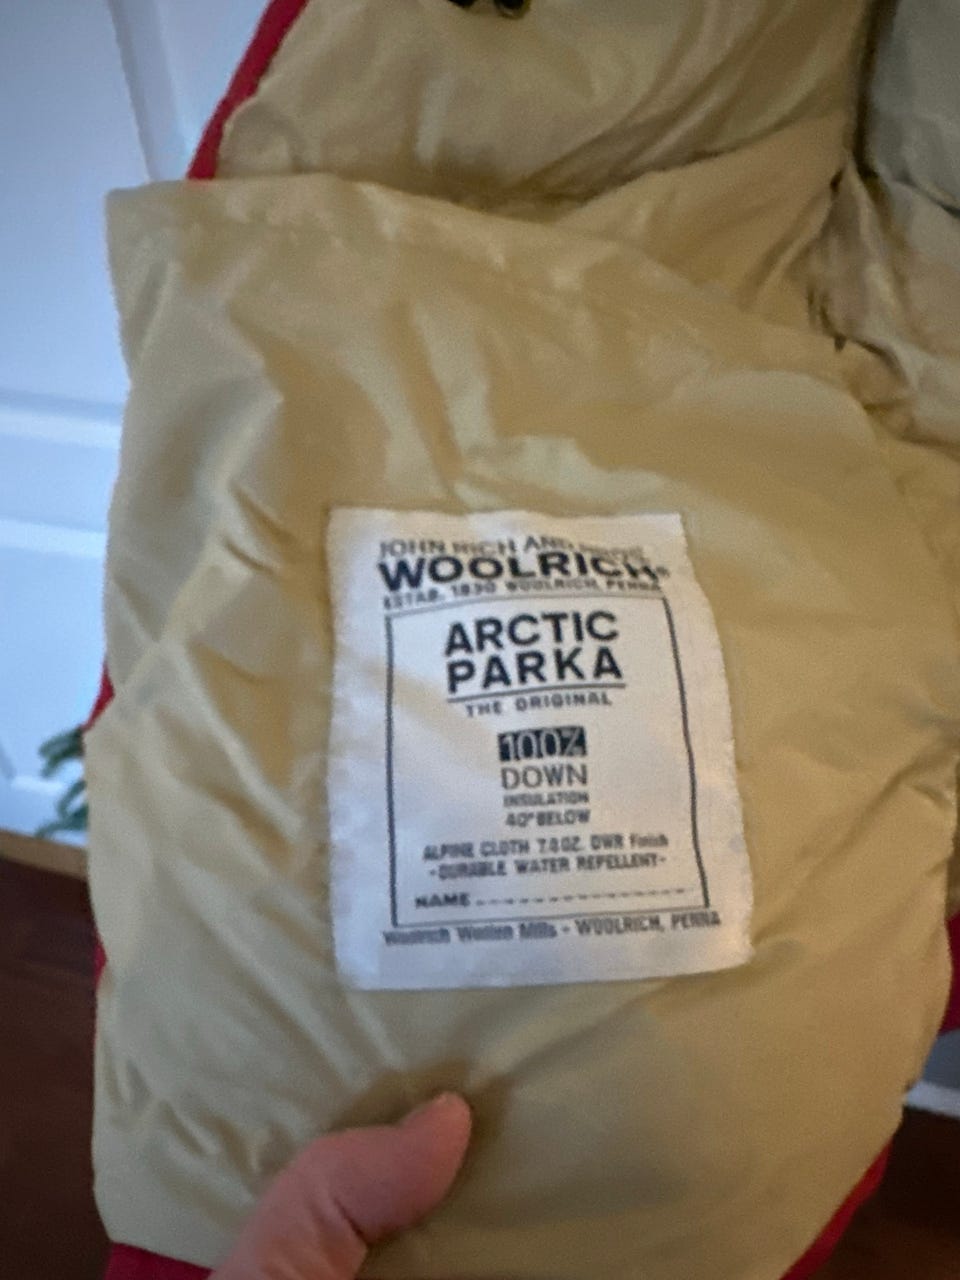 JOHN RICH AND BROS
WOOLRICH®
ESTAB. 1830 WOOLRICH, PENNA
ARCTIC
PARKA
THE ORIGINAL
100%
DOWN
INSULATION
40° BELOW
ALPINE CLOTH 7.0 OZ. DWR Finish
-DURABLE WATER REPELLENT-
NAME
Woolrich Woolen Mills - WOOLRICH, PENNA